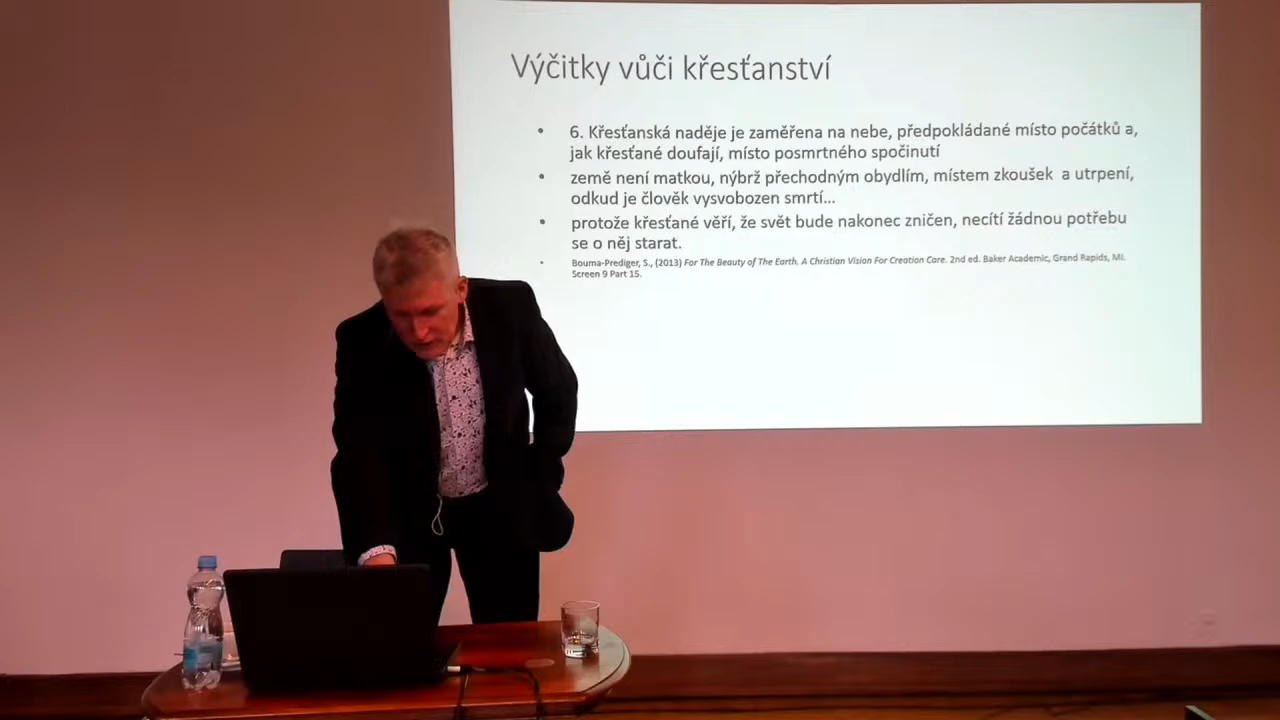 Výčitky vůči křesťanství
• 6. Křesťanská naděje je zaměřena na nebe, předpokládané místo počátků a,
jak křesťané doufají, místo posmrtného spočinutí
• země není matkou, nýbrž přechodným obydlím, místem zkoušek a utrpení,
odkud je člověk vysvobozen smrtí...
• protože křesťané věří, že svět bude nakonec zničen, necítí žádnou potřebu
se o něj starat.
• Bouma-Prediger, S., (2013) For The Beauty of The Earth. A Christian Vision For Creation Care. 2nd ed. Baker Academic, Grand Rapids, MI.
Screen 9 Part 15.